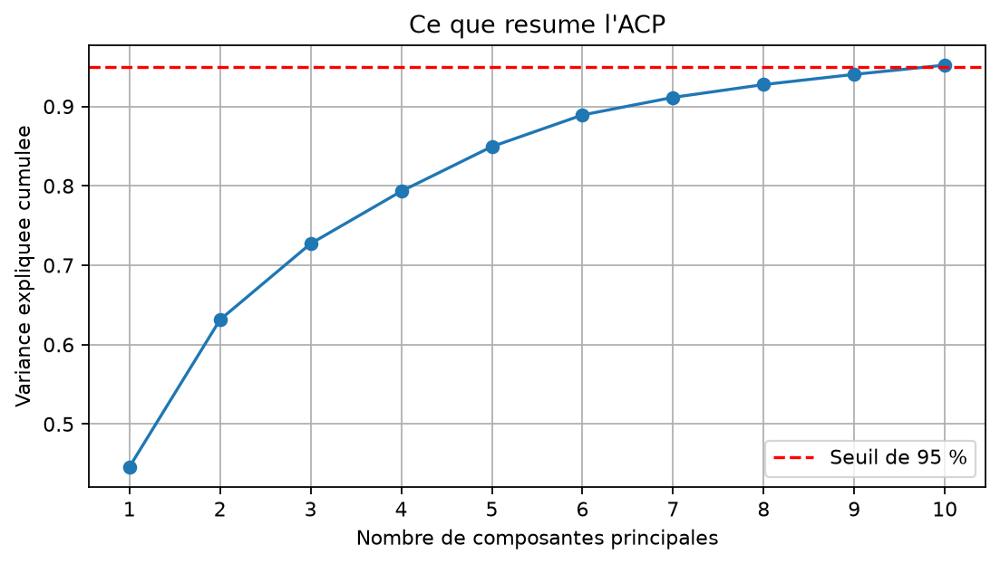 Ce que resume l'ACP
Variance expliquee cumulee
0.9
0.8
0.7
0.6
0.5
Seuil de 95 %
1 2 3 4 5 6 7 8 9 10
Nombre de composantes principales